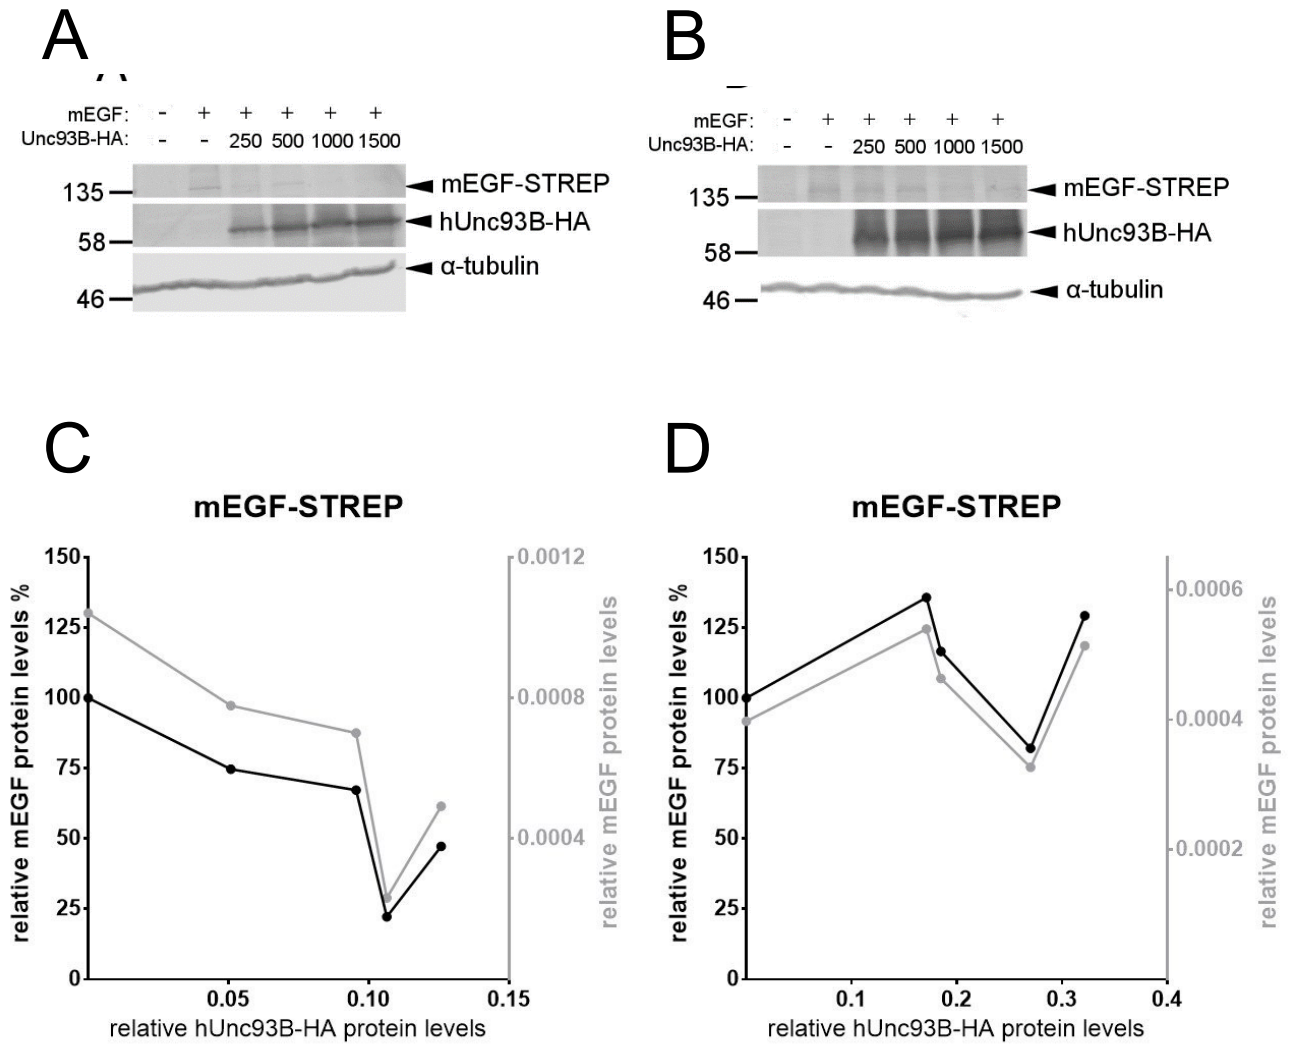 A
mEGF: - + + + + +
Unc93B-HA: - - 250 500 1000 1500
135
mEGF-STREP
hUnc93B-HA
58
α-tubulin
46
B
mEGF: - + + + + +
Unc93B-HA: - - 250 500 1000 1500
135
mEGF-STREP
hUnc93B-HA
58
α-tubulin
46
C
mEGF-STREP
relative mEGF protein levels %
150
125
100
75
50
25
0
0.0012
0.0008
0.0004
relative mEGF protein levels
0.05 0.10 0.15
relative hUnc93B-HA protein levels
D
mEGF-STREP
relative mEGF protein levels %
150
125
100
75
50
25
0
0.0006
0.0004
0.0002
relative mEGF protein levels
0.1 0.2 0.3 0.4
relative hUnc93B-HA protein levels